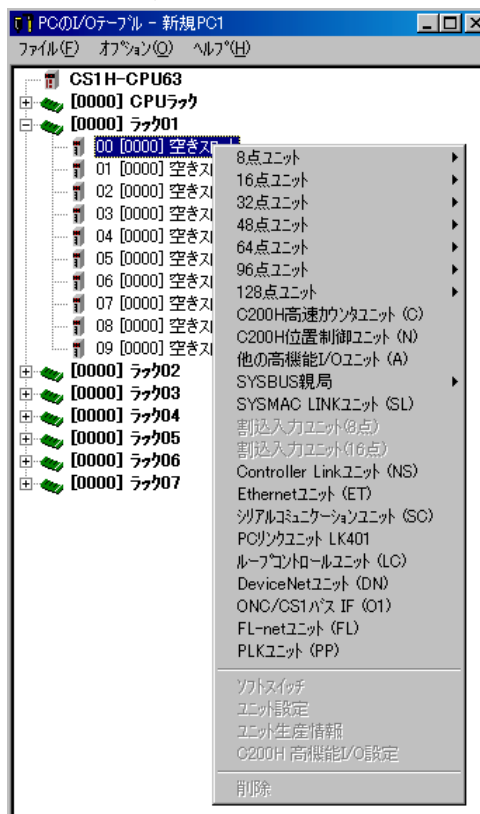 PCのI/Oテーブル - 新規PC1
ファイル(F) オプション(O) ヘルプ(H)
CS1H-CPU63
[0000] CPUラック
[0000] ラック01
00 [0000] 空きスロット
01 [0000] 空きス
02 [0000] 空きス
03 [0000] 空きス
04 [0000] 空きス
05 [0000] 空きス
06 [0000] 空きス
07 [0000] 空きス
08 [0000] 空きス
09 [0000] 空きス
[0000] ラック02
[0000] ラック03
[0000] ラック04
[0000] ラック05
[0000] ラック06
[0000] ラック07
8点ユニット
16点ユニット
32点ユニット
48点ユニット
64点ユニット
96点ユニット
128点ユニット
C200H高速カウンタユニット (C)
C200H位置制御ユニット (N)
他の高機能I/Oユニット (A)
SYSBUS親局
SYSMAC LINKユニット (SL)
割込入力ユニット(8点)
割込入力ユニット(16点)
Controller Linkユニット (NS)
Ethernetユニット (ET)
シリアルコミュニケーションユニット (SC)
PCリンクユニット LK401
ループコントロールユニット (LC)
DeviceNetユニット (DN)
ONC/CS1バス IF (O1)
FL-netユニット (FL)
PLKユニット (PP)
ソフトスイッチ
ユニット設定
ユニット生産情報
C200H 高機能I/O設定
削除